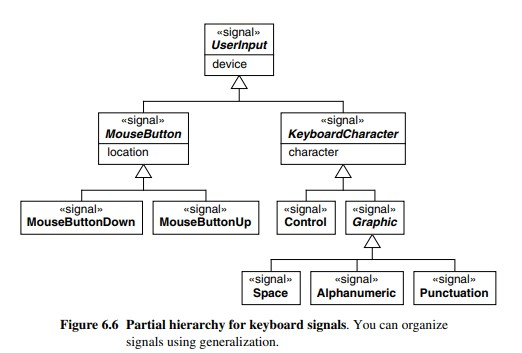 «signal»
UserInput
device
«signal»
MouseButton
location
«signal»
KeyboardCharacter
character
«signal»
MouseButtonDown
«signal»
MouseButtonUp
«signal»
Control
«signal»
Graphic
«signal»
Space
«signal»
Alphanumeric
«signal»
Punctuation
Figure 6.6 Partial hierarchy for keyboard signals. You can organize
signals using generalization.